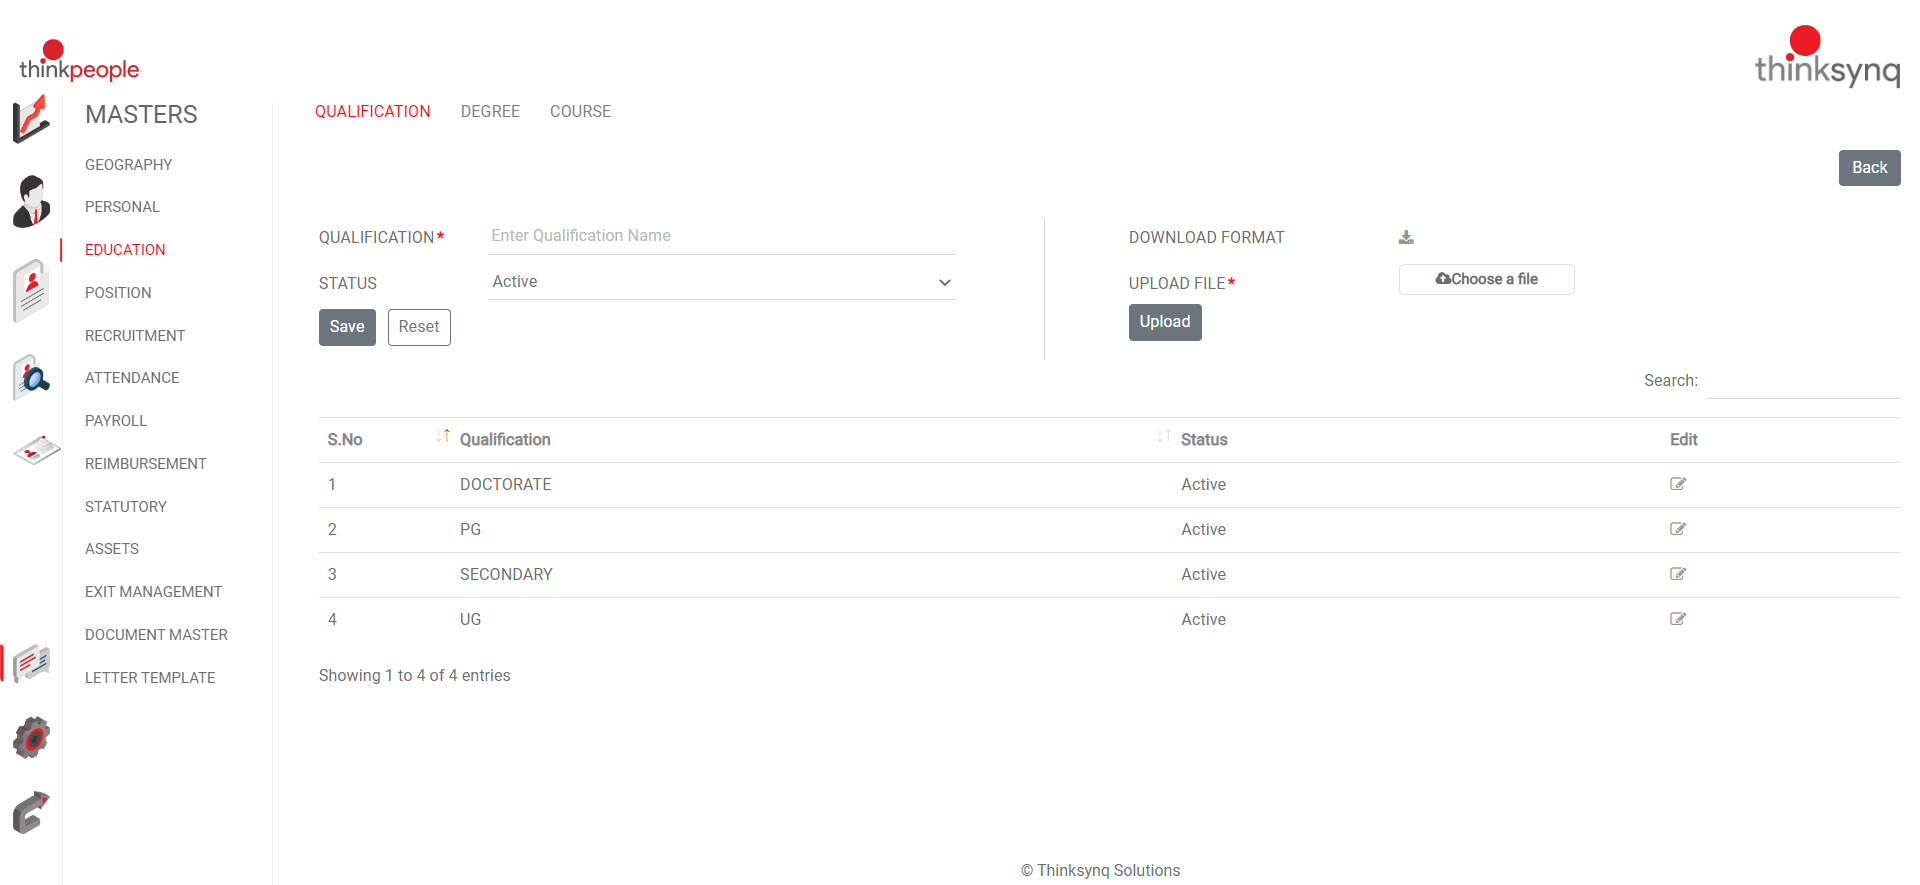 thinkpeople
thinksynq
MASTERS
GEOGRAPHY
PERSONAL
EDUCATION
POSITION
RECRUITMENT
ATTENDANCE
PAYROLL
REIMBURSEMENT
STATUTORY
ASSETS
EXIT MANAGEMENT
DOCUMENT MASTER
LETTER TEMPLATE
QUALIFICATION DEGREE COURSE
Back
QUALIFICATION* Enter Qualification Name
STATUS Active
Save Reset
DOWNLOAD FORMAT
UPLOAD FILE* Choose a file
Upload
Search:
S.No Qualification Status Edit
1 DOCTORATE Active
2 PG Active
3 SECONDARY Active
4 UG Active
Showing 1 to 4 of 4 entries
© Thinksynq Solutions